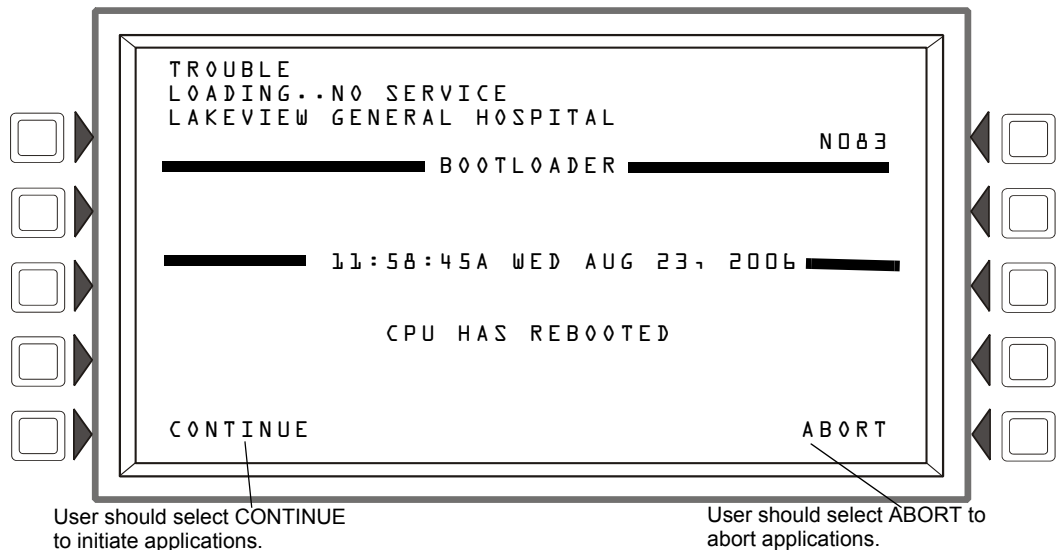 TROUBLE
LOADING..NO SERVICE
LAKEVIEW GENERAL HOSPITAL
N083
BOOTLOADER
11:58:45A WED AUG 23, 2006
CPU HAS REBOOTED
CONTINUE ABORT
User should select CONTINUE
to initiate applications.
User should select ABORT to
abort applications.